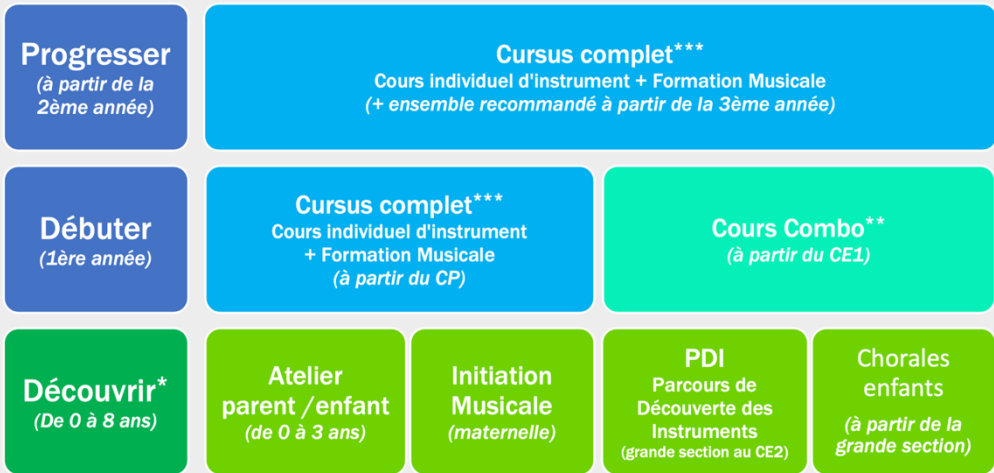 Progresser
(à partir de la
2ème année)
Cursus complet***
Cours individuel d'instrument + Formation Musicale
(+ ensemble recommandé à partir de la 3ème année)
Débuter
(1ère année)
Cursus complet***
Cours individuel d'instrument
+ Formation Musicale
(à partir du CP)
Cours Combo**
(à partir du CE1)
Découvrir*
(De 0 à 8 ans)
Atelier
parent /enfant
(de 0 à 3 ans)
Initiation
Musicale
(maternelle)
PDI
Parcours de
Découverte des
Instruments
(grande section au CE2)
Chorales
enfants
(à partir de la
grande section)